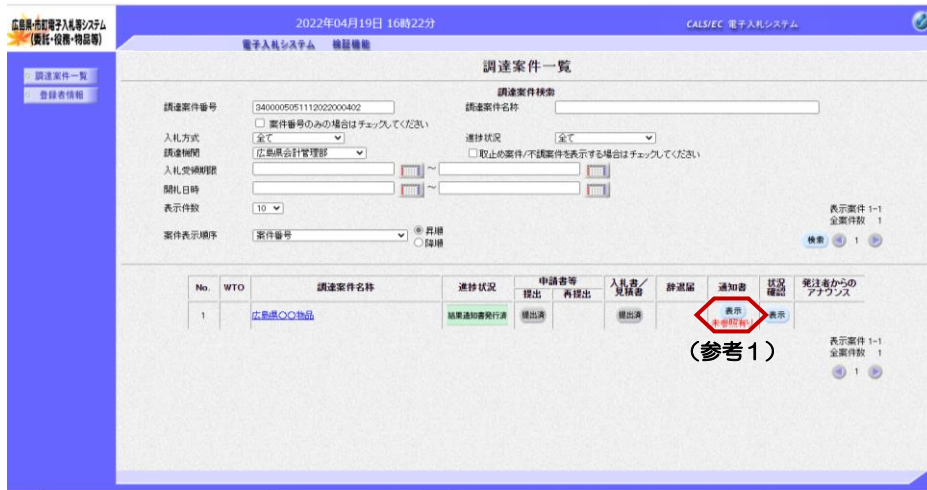 広島県・市町電子入札等システム
(委託・役務・物品等)
2022年04月19日 16時22分
CALS/EC 電子入札システム
電子入札システム 検証機能
調達案件一覧
登録者情報
調達案件一覧
調達案件検索
調達案件番号 3400005051112022000402 調達案件名称
案件番号のみの場合はチェックしてください
入札方式 全て 進捗状況 全て
調達機関 広島県会計管理部 取止め案件/不調案件を表示する場合はチェックしてください
入札受領期限 ~
開札日時 ~
表示件数 10
表示案件 1-1
全案件数 1
案件表示順序 案件番号 昇順
降順
検索 1
No. WTO 調達案件名称 進捗状況 申請書等 入札書/見積書 辞退届 通知書 状況確認 発注者からのアナウンス
提出 再提出
1 広島県〇〇物品 結果通知書発行済 提出済 提出済 表示 表示
未参照有り
(参考1)
表示案件 1-1
全案件数 1
1